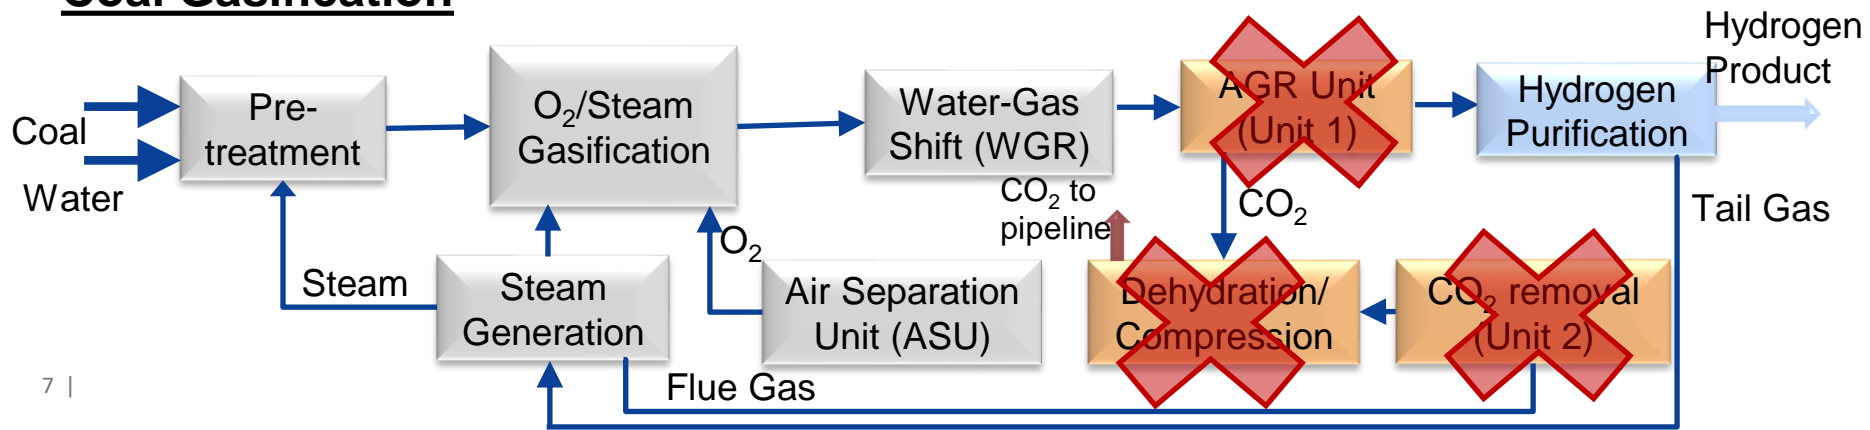 Coal Gasification
Hydrogen
Product
Coal
Water
Pre-
treatment
O₂/Steam
Gasification
Water-Gas
Shift (WGR)
AGR Unit
(Unit 1)
Hydrogen
Purification
CO₂ to
pipeline
CO₂
Tail Gas
O₂
Steam
Steam
Generation
Air Separation
Unit (ASU)
Dehydration/
Compression
CO₂ removal
(Unit 2)
Flue Gas
7 |